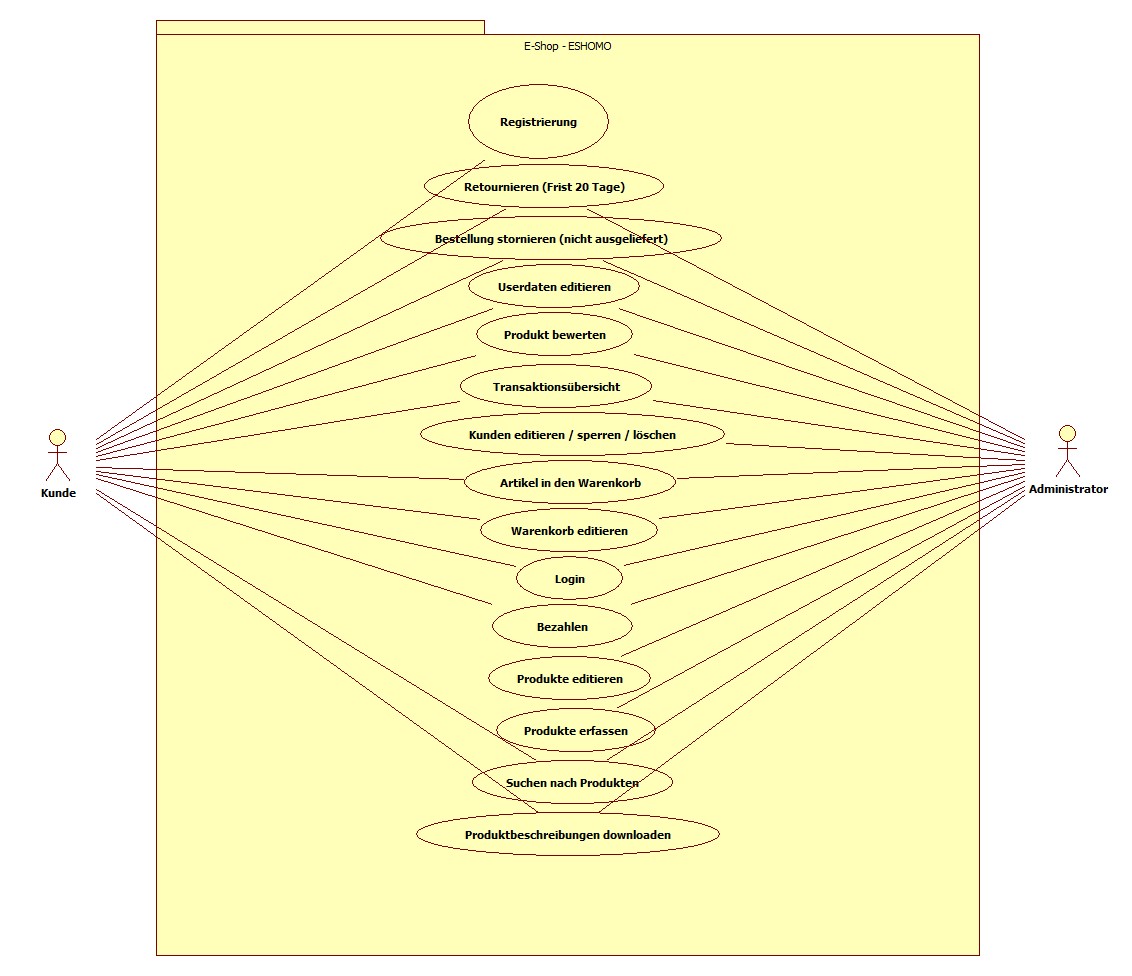 E-Shop - ESHOMO
Registrierung
Retournieren (Frist 20 Tage)
Bestellung stornieren (nicht ausgeliefert)
Userdaten editieren
Produkt bewerten
Transaktionsübersicht
Kunden editieren / sperren / löschen
Artikel in den Warenkorb
Kunde
Administrator
Warenkorb editieren
Login
Bezahlen
Produkte editieren
Produkte erfassen
Suchen nach Produkten
Produktbeschreibungen downloaden